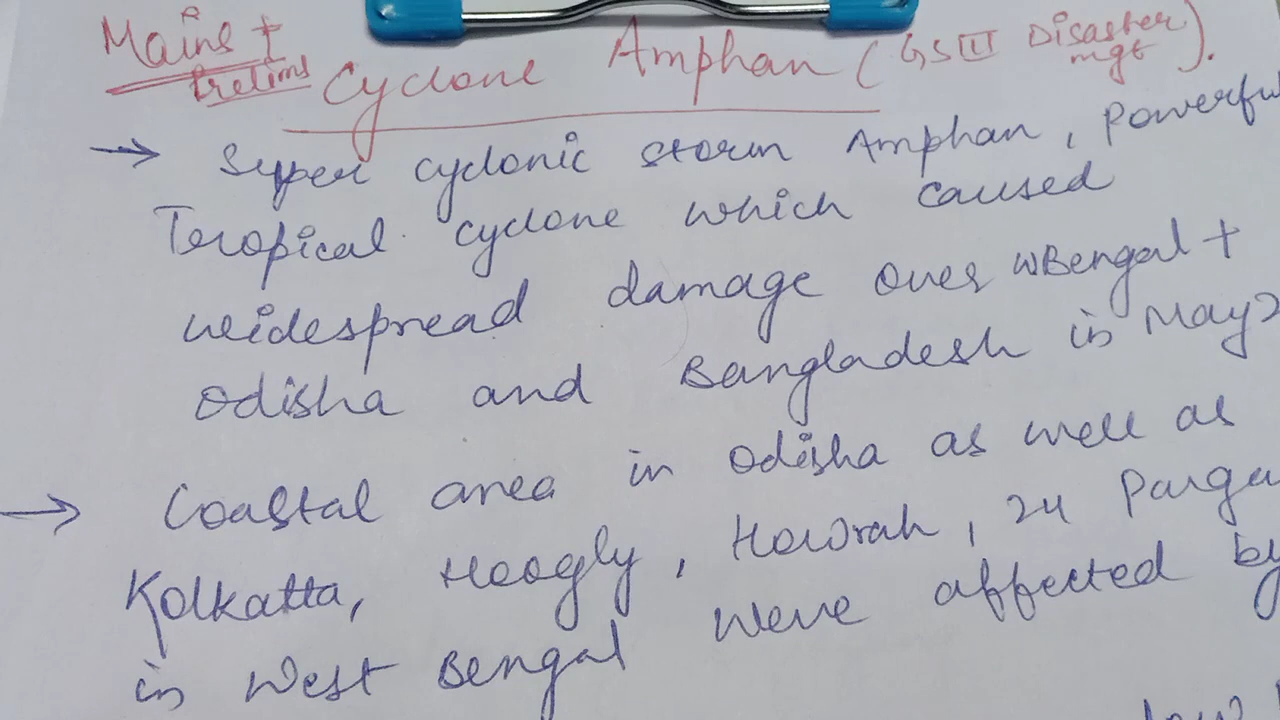 Mains +
Prelims
Cyclone Amphan (GS III Disaster mgt).
→ Super cyclonic storm Amphan, Powerful
Tropical cyclone which caused
widespread damage over WBengal +
Odisha and Bangladesh in May 2
→ Coastal area in Odisha as well as
Kolkatta, Hoogly, Howrah, 24 Parga
in West Bengal were affected by